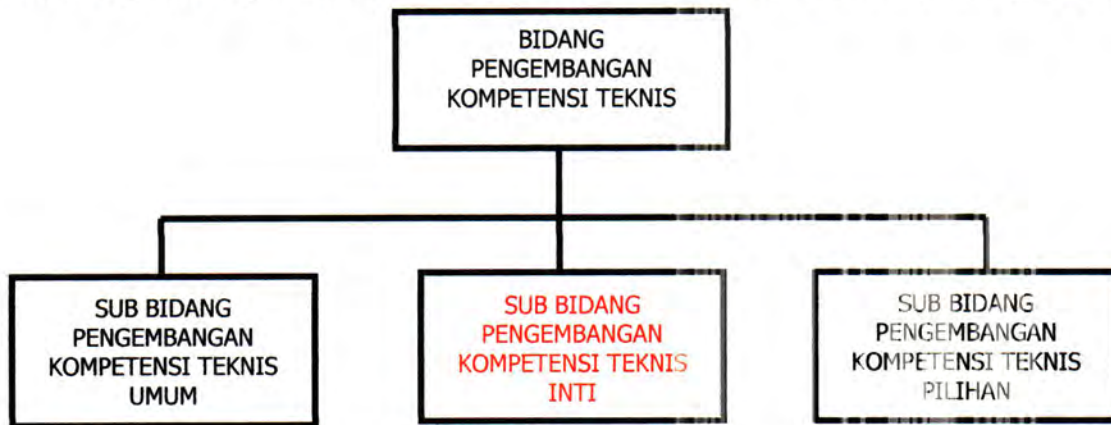 BIDANG
PENGEMBANGAN
KOMPETENSI TEKNIS
SUB BIDANG
PENGEMBANGAN
KOMPETENSI TEKNIS
UMUM
SUB BIDANG
PENGEMBANGAN
KOMPETENSI TEKNIS
INTI
SUB BIDANG
PENGEMBANGAN
KOMPETENSI TEKNIS
PILIHAN